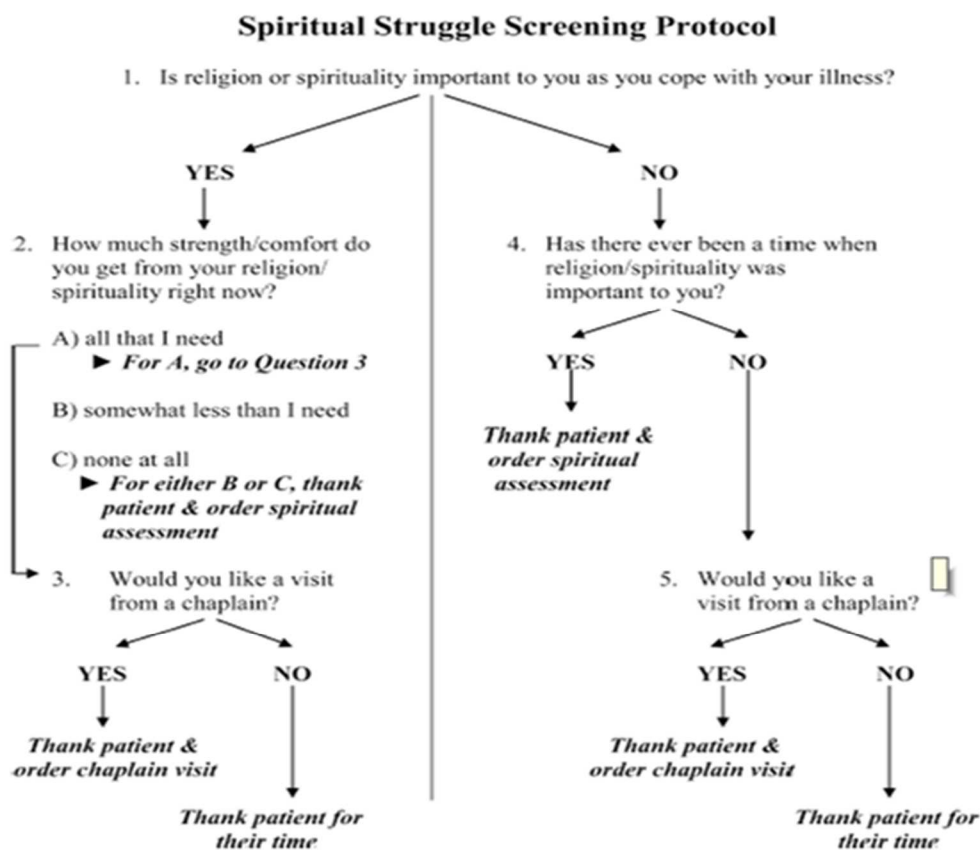 Spiritual Struggle Screening Protocol
1. Is religion or spirituality important to you as you cope with your illness?
YES
2. How much strength/comfort do
you get from your religion/
spirituality right now?
A) all that I need
► For A, go to Question 3
B) somewhat less than I need
C) none at all
► For either B or C, thank
patient & order spiritual
assessment
3. Would you like a visit
from a chaplain?
YES
NO
Thank patient &
order chaplain visit
Thank patient for
their time
NO
4. Has there ever been a time when
religion/spirituality was
important to you?
YES
NO
Thank patient &
order spiritual
assessment
5. Would you like a
visit from a chaplain?
YES
NO
Thank patient &
order chaplain visit
Thank patient for
their time